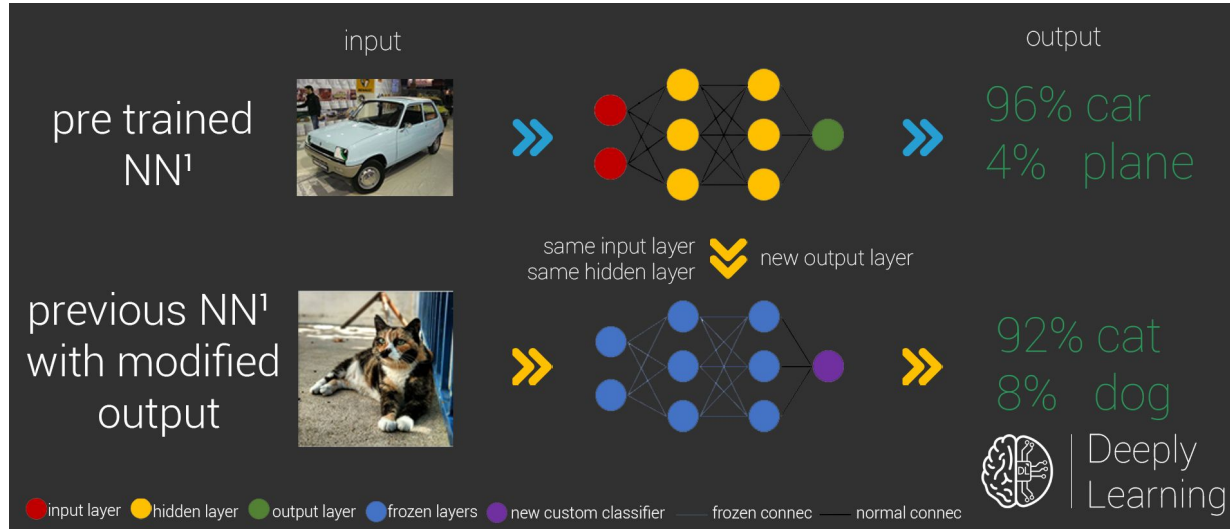 input
output
pre trained
NN¹
96% car
4% plane
same input layer
same hidden layer
new output layer
previous NN¹
with modified
output
92% cat
8% dog
DL
Deeply
Learning
input layer
hidden layer
output layer
frozen layers
new custom classifier
frozen connec
normal connec